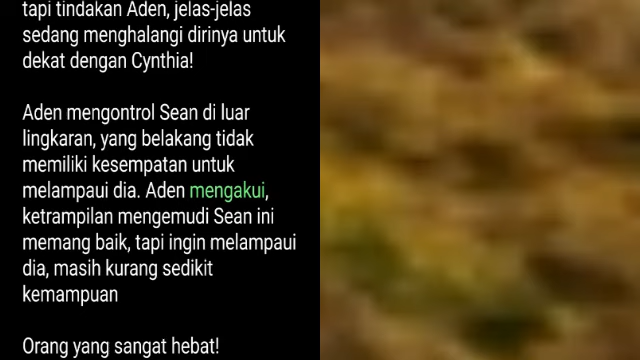 tapi tindakan Aden, jelas-jelas
sedang menghalangi dirinya untuk
dekat dengan Cynthia!
Aden mengontrol Sean di luar
lingkaran, yang belakang tidak
memiliki kesempatan untuk
melampaui dia. Aden mengakui,
ketrampilan mengemudi Sean ini
memang baik, tapi ingin melampaui
dia, masih kurang sedikit
kemampuan
Orang yang sangat hebat!